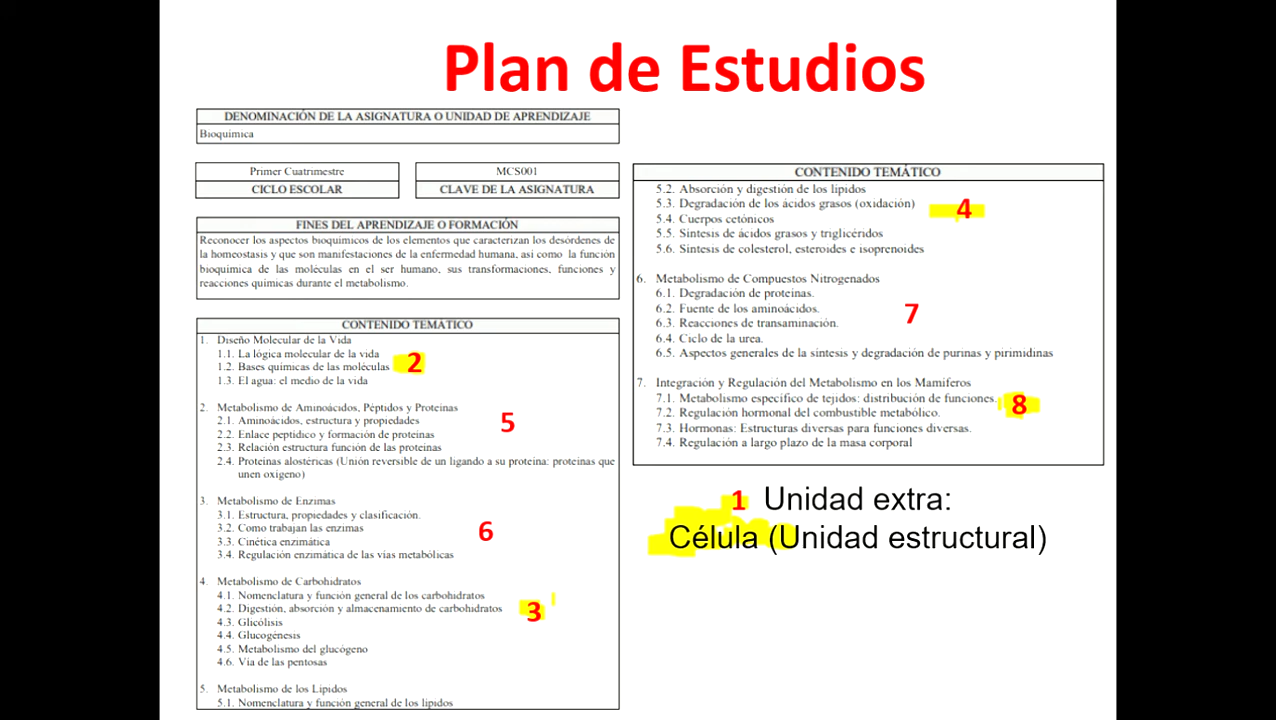 Plan de Estudios
DENOMINACIÓN DE LA ASIGNATURA O UNIDAD DE APRENDIZAJE
Bioquímica
Primer Cuatrimestre
CICLO ESCOLAR
MCS001
CLAVE DE LA ASIGNATURA
FINES DEL APRENDIZAJE O FORMACIÓN
Reconocer los aspectos bioquímicos de los elementos que caracterizan los desórdenes de
la homeostasis y que son manifestaciones de la enfermedad humana, así como la función
bioquímica de las moléculas en el ser humano, sus transformaciones, funciones y
reacciones químicas durante el metabolismo.
CONTENIDO TEMATICO
1. Diseño Molecular de la Vida
1.1. La lógica molecular de la vida
1.2. Bases químicas de las moléculas
2
1.3. El agua: el medio de la vida
2. Metabolismo de Aminoácidos, Péptidos y Proteínas
2.1. Aminoácidos, estructura y propiedades
5
2.2. Enlace peptídico y formación de proteínas
2.3. Relación estructura función de las proteínas
2.4. Proteínas alostéricas (Unión reversible de un ligando a su proteína: proteínas que
unen oxigeno)
3. Metabolismo de Enzimas
3.1. Estructura, propiedades y clasificación.
3.2. Como trabajan las enzimas
6
3.3. Cinética enzimática
3.4. Regulación enzimática de las vías metabólicas
4. Metabolismo de Carbohidratos
4.1. Nomenclatura y función general de los carbohidratos
4.2. Digestión, absorción y almacenamiento de carbohidratos
3
4.3. Glicólisis
4.4. Glucogénesis
4.5. Metabolismo del glucógeno
4.6. Vía de las pentosas
5. Metabolismo de los Lípidos
5.1. Nomenclatura y función general de los lípidos
CONTENIDO TEMÁTICO
5.2. Absorción y digestión de los lípidos
5.3. Degradación de los ácidos grasos (oxidación)
4
5.4. Cuerpos cetónicos
5.5. Síntesis de ácidos grasos y triglicéridos
5.6. Síntesis de colesterol, esteroides e isoprenoides
6. Metabolismo de Compuestos Nitrogenados
6.1. Degradación de proteínas.
6.2. Fuente de los aminoácidos.
7
6.3. Reacciones de transaminación.
6.4. Ciclo de la urea.
6.5. Aspectos generales de la síntesis y degradación de purinas y pirimidinas
7. Integración y Regulación del Metabolismo en los Mamíferos
7.1. Metabolismo específico de tejidos: distribución de funciones.
8
7.2. Regulación hormonal del combustible metabólico.
7.3. Hormonas: Estructuras diversas para funciones diversas.
7.4. Regulación a largo plazo de la masa corporal
1 Unidad extra:
Célula (Unidad estructural)